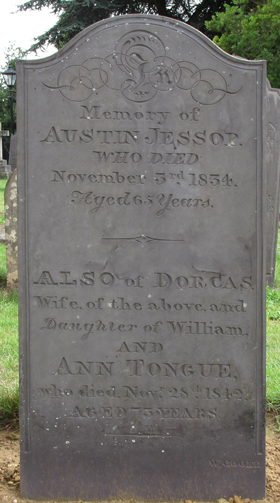 In
Memory of
AUSTIN JESSOP.
WHO DIED
November 3rd 1834.
Aged 65 Years.
ALSO of DORCAS,
Wife, of the above, and
Daughter of William,
AND
ANN TONGUE,
who died, Novr. 28th 1842,
AGED 75 YEARS